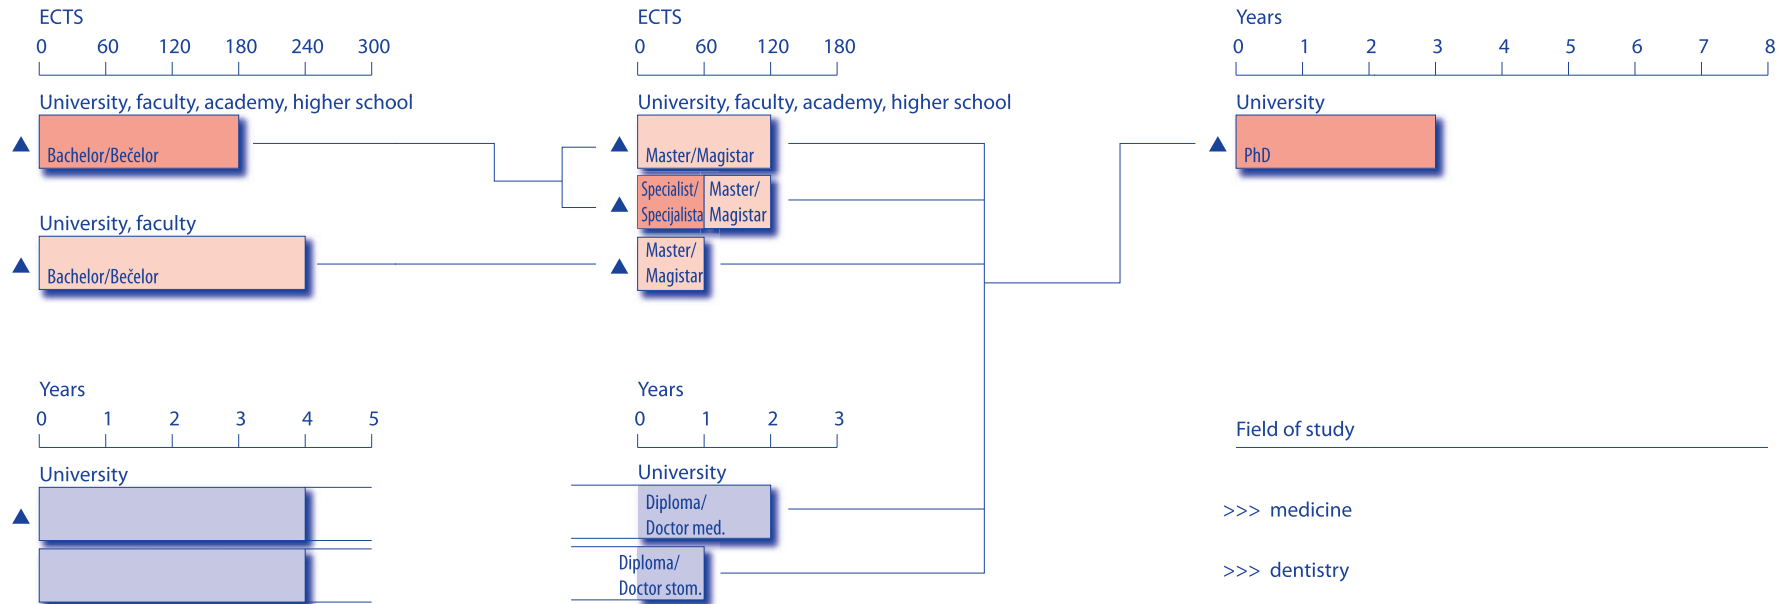 ECTS
0 60 120 180 240 300
University, faculty, academy, higher school
Bachelor/Bečelor
University, faculty
Bachelor/Bečelor
ECTS
0 60 120 180
University, faculty, academy, higher school
Master/Magistar
Specialist/
Specijalista
Master/
Magistar
Master/
Magistar
Years
0 1 2 3 4 5 6 7 8
University
PhD
Years
0 1 2 3 4 5
University
Years
0 1 2 3
University
Diploma/
Doctor med.
Diploma/
Doctor stom.
Field of study
>>> medicine
>>> dentistry